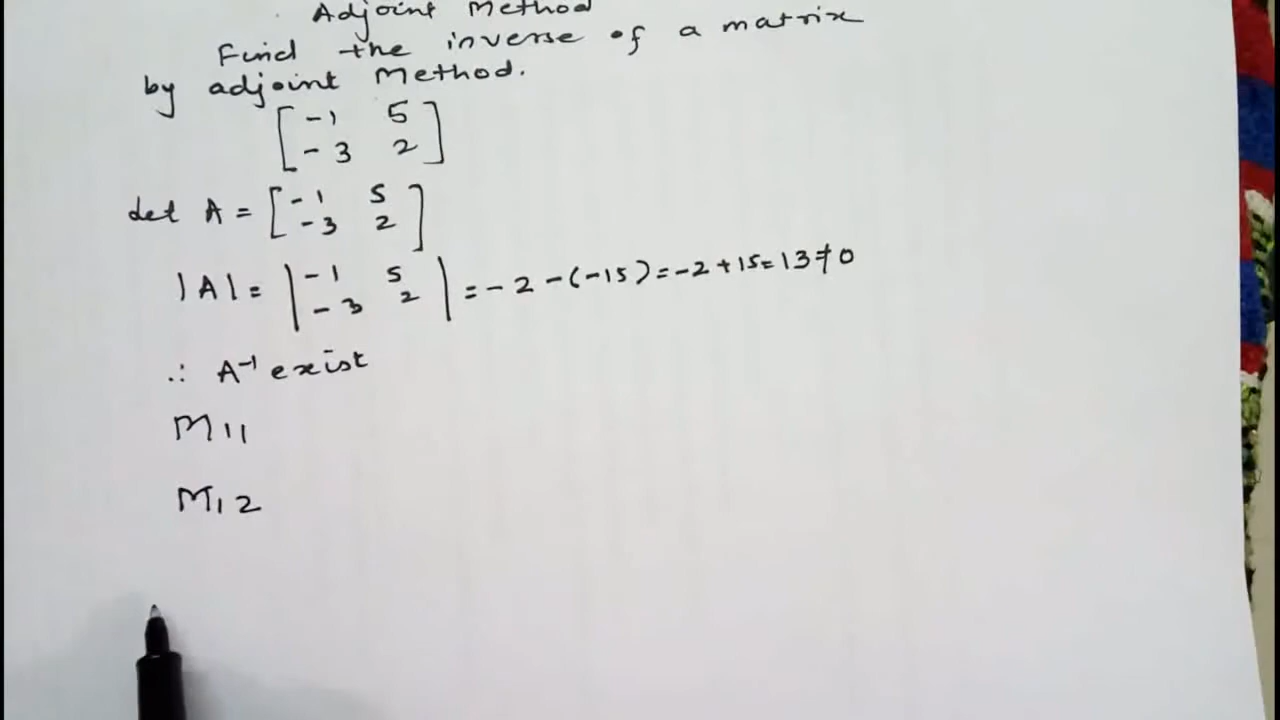 Adjoint Method
Find the inverse of a matrix
by adjoint Method.
[-1 5
-3 2]
det A = [-1 5
-3 2]
|A| = |-1 5
-3 2| = -2 -(-15) = -2 + 15 = 13 ≠ 0
∴ A⁻¹ exist
M11
M12